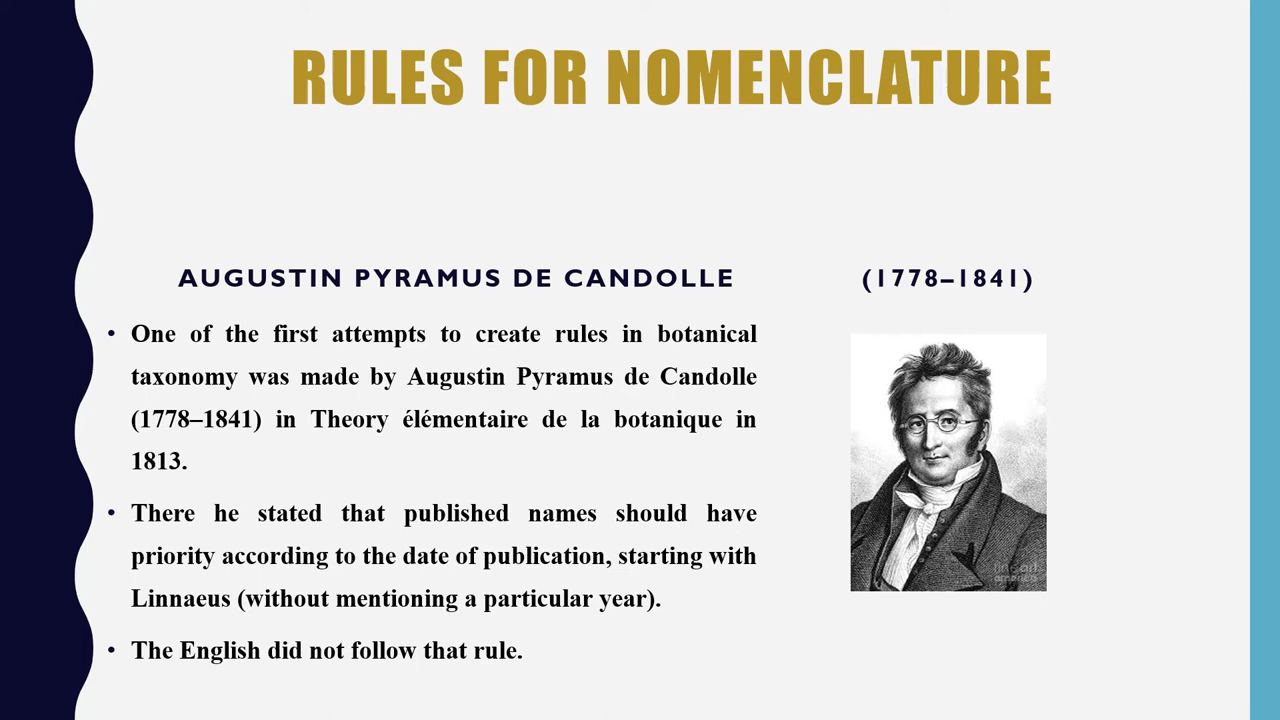 RULES FOR NOMENCLATURE
AUGUSTIN PYRAMUS DE CANDOLLE (1778–1841)
• One of the first attempts to create rules in botanical
taxonomy was made by Augustin Pyramus de Candolle
(1778–1841) in Theory élémentaire de la botanique in
1813.
• There he stated that published names should have
priority according to the date of publication, starting with
Linnaeus (without mentioning a particular year).
• The English did not follow that rule.
fine art
america